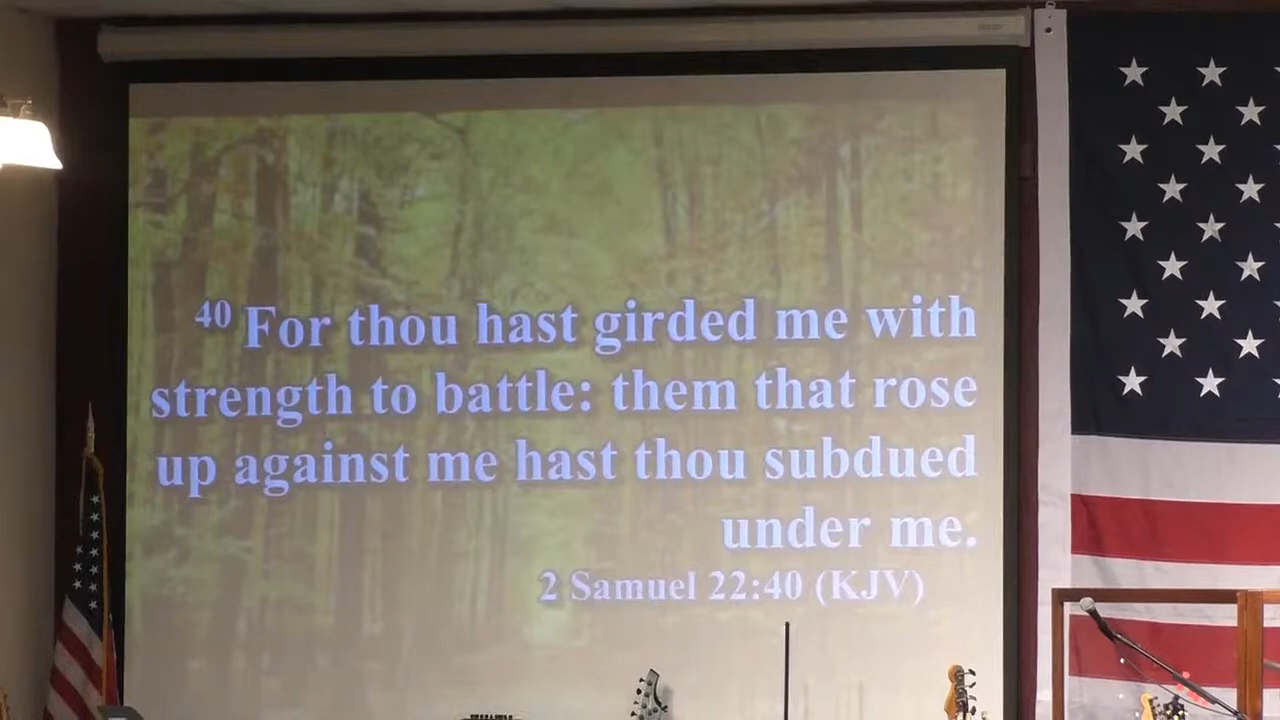 40 For thou hast girded me with
strength to battle: them that rose
up against me hast thou subdued
under me.
2 Samuel 22:40 (KJV)